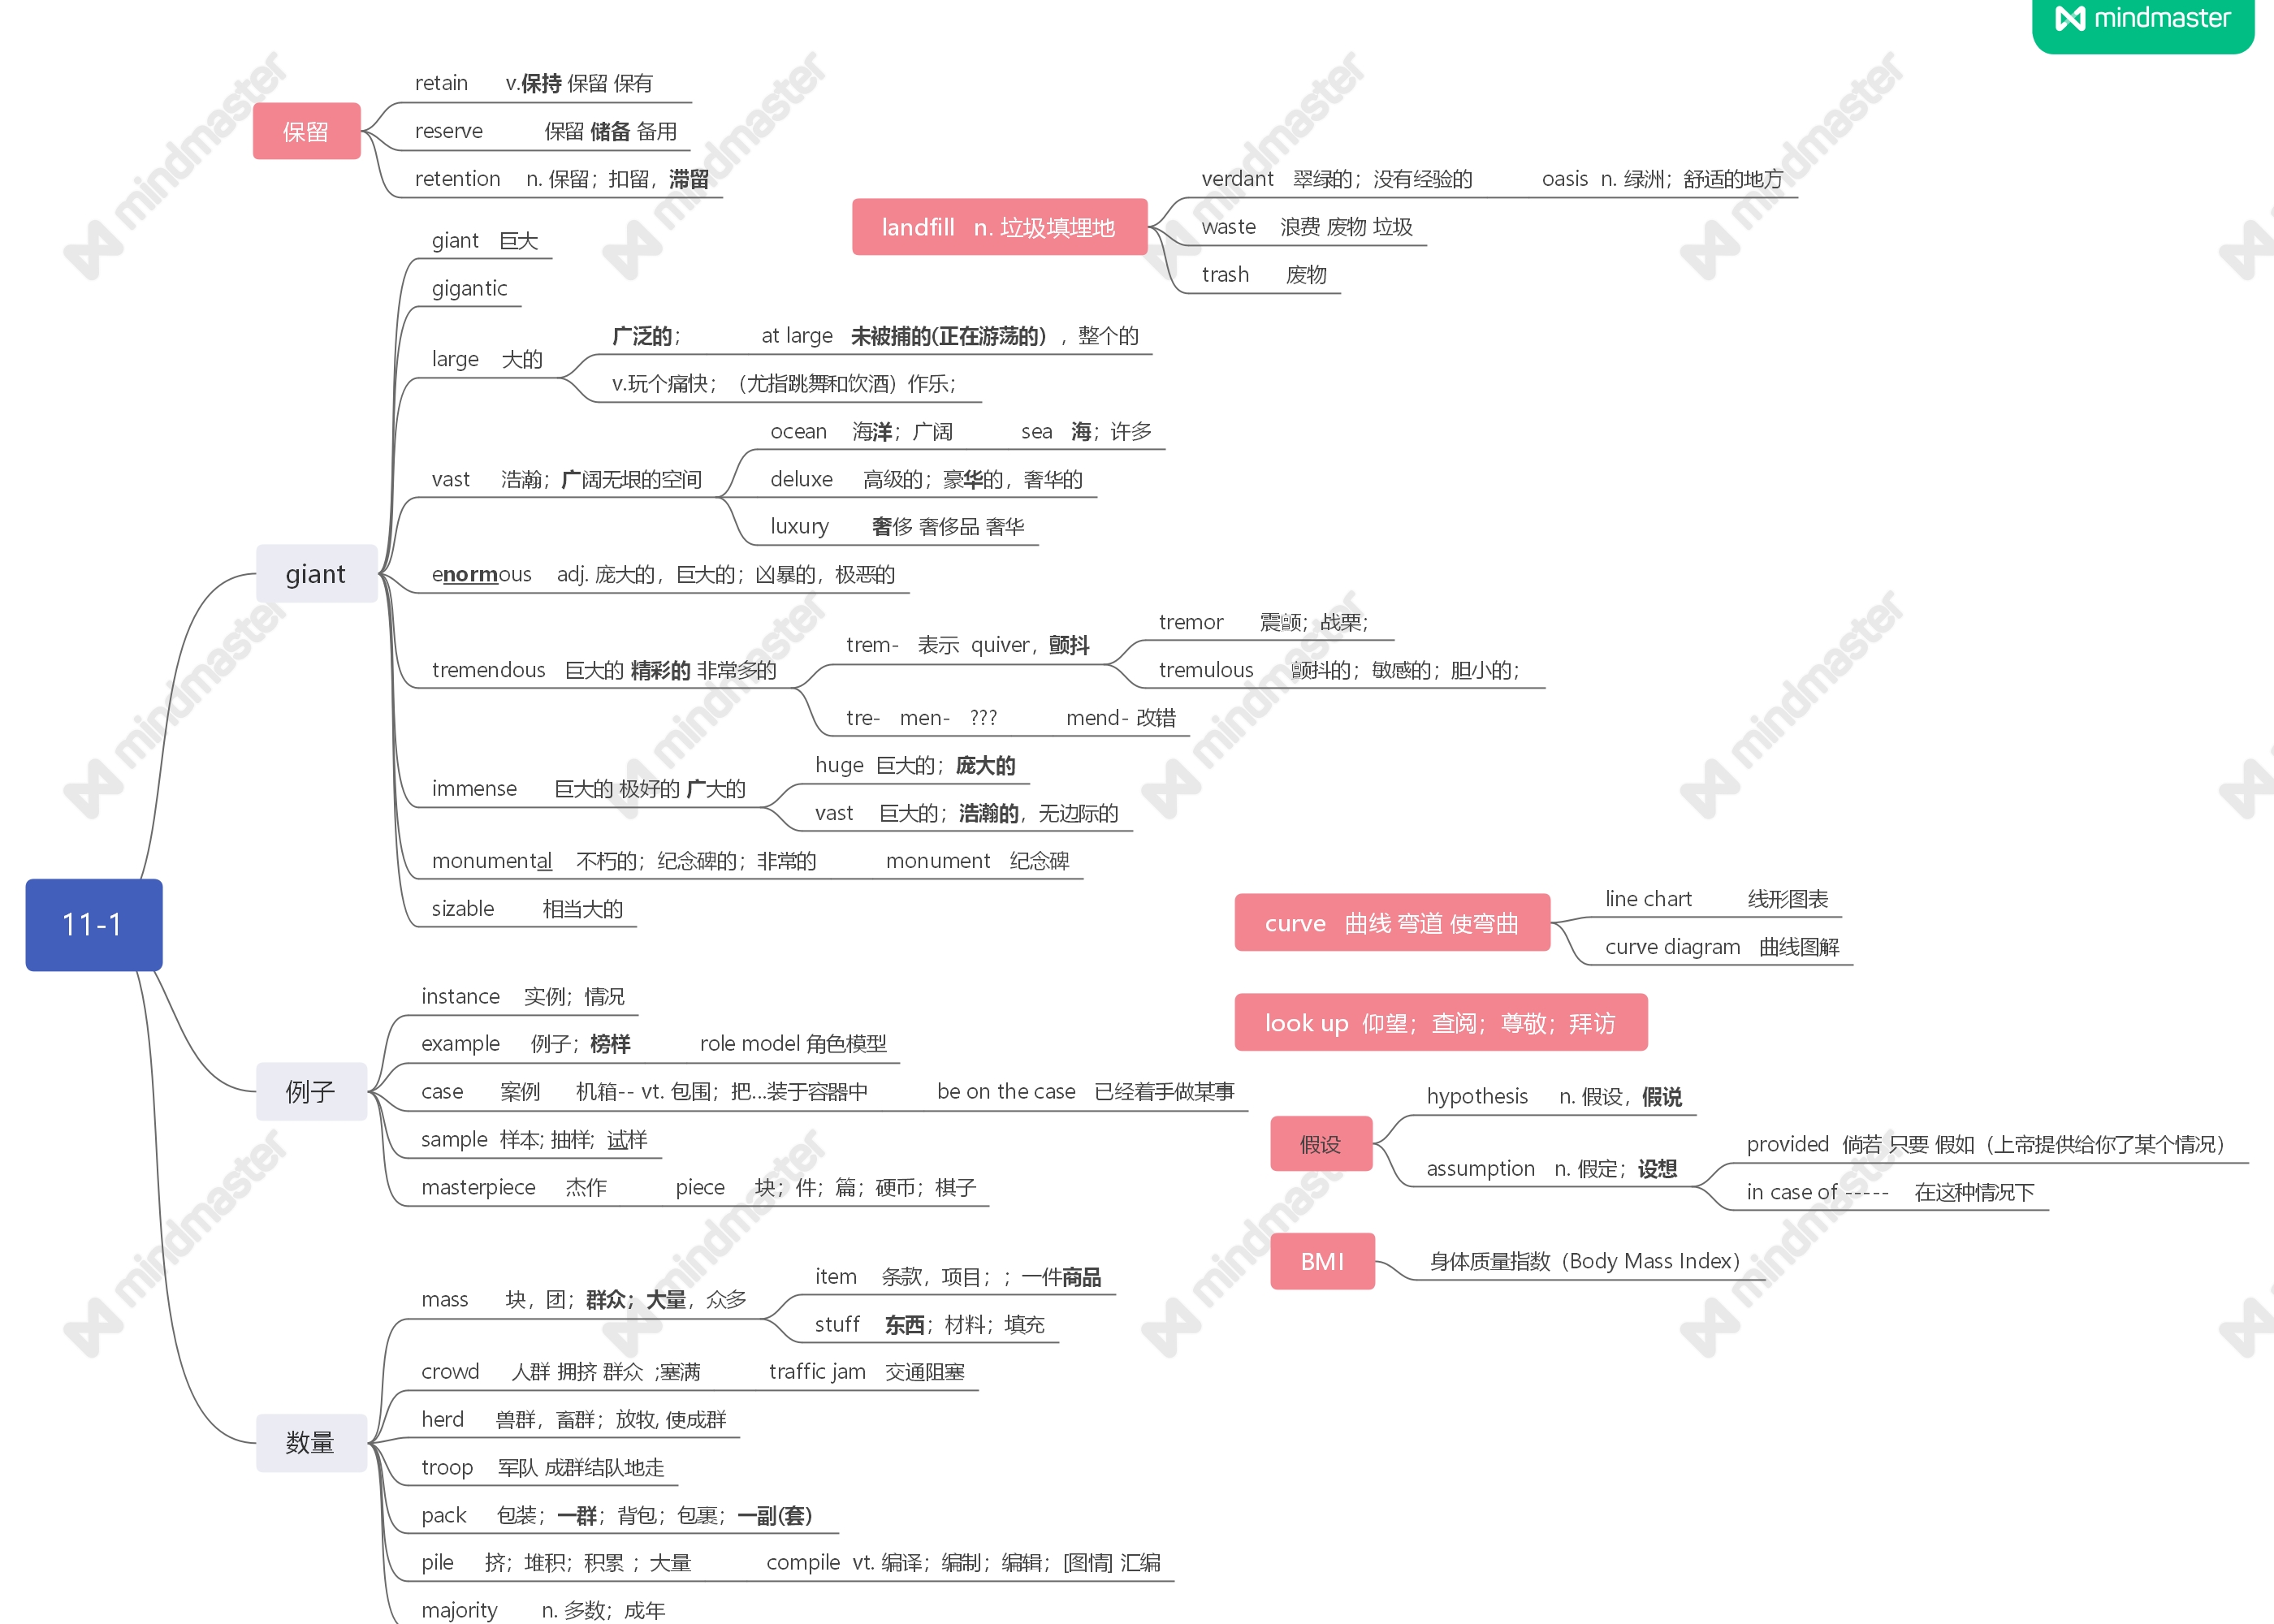 mindmaster
保留
retain v.保持 保留 保有
reserve 保留 储备 备用
retention n. 保留；扣留，滞留
landfill n. 垃圾填埋地
verdant 翠绿的；没有经验的 oasis n. 绿洲；舒适的地方
waste 浪费 废物 垃圾
trash 废物
11-1
giant
giant 巨大
gigantic
large 大的
广泛的； at large 未被捕的(正在游荡的) ，整个的
v.玩个痛快；（尤指跳舞和饮酒）作乐；
vast 浩瀚；广阔无垠的空间
ocean 海洋；广阔 sea 海；许多
deluxe 高级的；豪华的，奢华的
luxury 奢侈 奢侈品 奢华
enormous adj. 庞大的，巨大的；凶暴的，极恶的
tremendous 巨大的 精彩的 非常多的
trem- 表示 quiver，颤抖
tremor 震颤；战栗；
tremulous 颤抖的；敏感的；胆小的；
tre- men- ??? mend- 改错
immense 巨大的 极好的 广大的
huge 巨大的；庞大的
vast 巨大的；浩瀚的，无边际的
monumental 不朽的；纪念碑的；非常的 monument 纪念碑
sizable 相当大的
curve 曲线 弯道 使弯曲
line chart 线形图表
curve diagram 曲线图解
look up 仰望；查阅；尊敬；拜访
例子
instance 实例；情况
example 例子；榜样 role model 角色模型
case 案例 机箱-- vt. 包围；把...装于容器中 be on the case 已经着手做某事
sample 样本; 抽样; 试样
masterpiece 杰作 piece 块；件；篇；硬币；棋子
假设
hypothesis n. 假设，假说
assumption n. 假定；设想
provided 倘若 只要 假如（上帝提供给你了某个情况）
in case of ----- 在这种情况下
BMI
身体质量指数（Body Mass Index）
数量
mass 块，团；群众；大量，众多
item 条款，项目；；一件商品
stuff 东西；材料；填充
crowd 人群 拥挤 群众 ;塞满 traffic jam 交通阻塞
herd 兽群，畜群；放牧, 使成群
troop 军队 成群结队地走
pack 包装；一群；背包；包裹；一副(套)
pile 挤；堆积；积累 ；大量 compile vt. 编译；编制；编辑；[图情] 汇编
majority n. 多数；成年